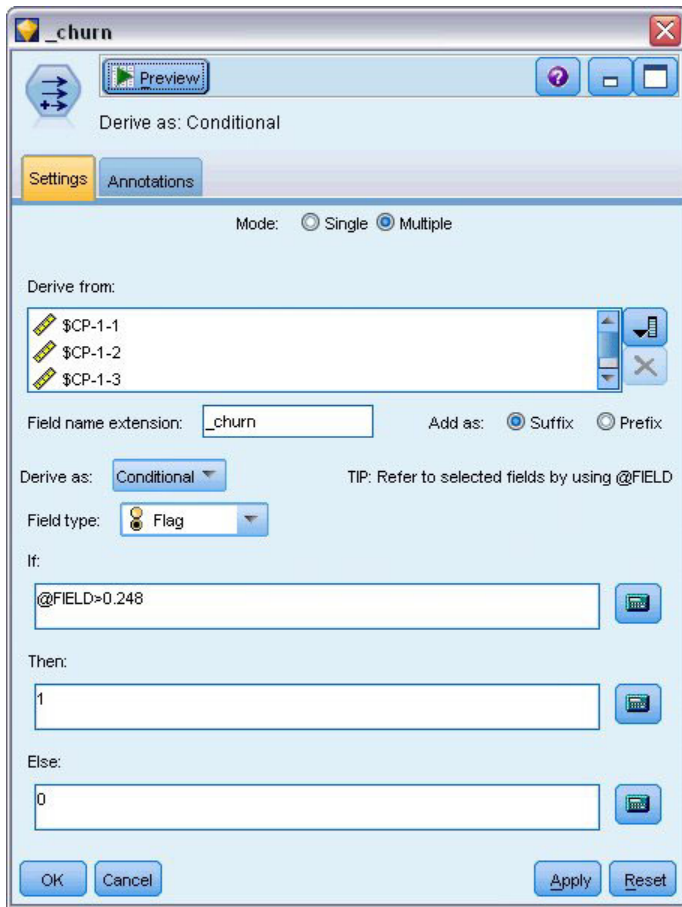 _churn
Preview
?
Derive as: Conditional
Settings Annotations
Mode: Single Multiple
Derive from:
$CP-1-1
$CP-1-2
$CP-1-3
Field name extension: _churn Add as: Suffix Prefix
Derive as: Conditional TIP: Refer to selected fields by using @FIELD
Field type: Flag
If:
@FIELD>0.248
Then:
1
Else:
0
OK Cancel Apply Reset